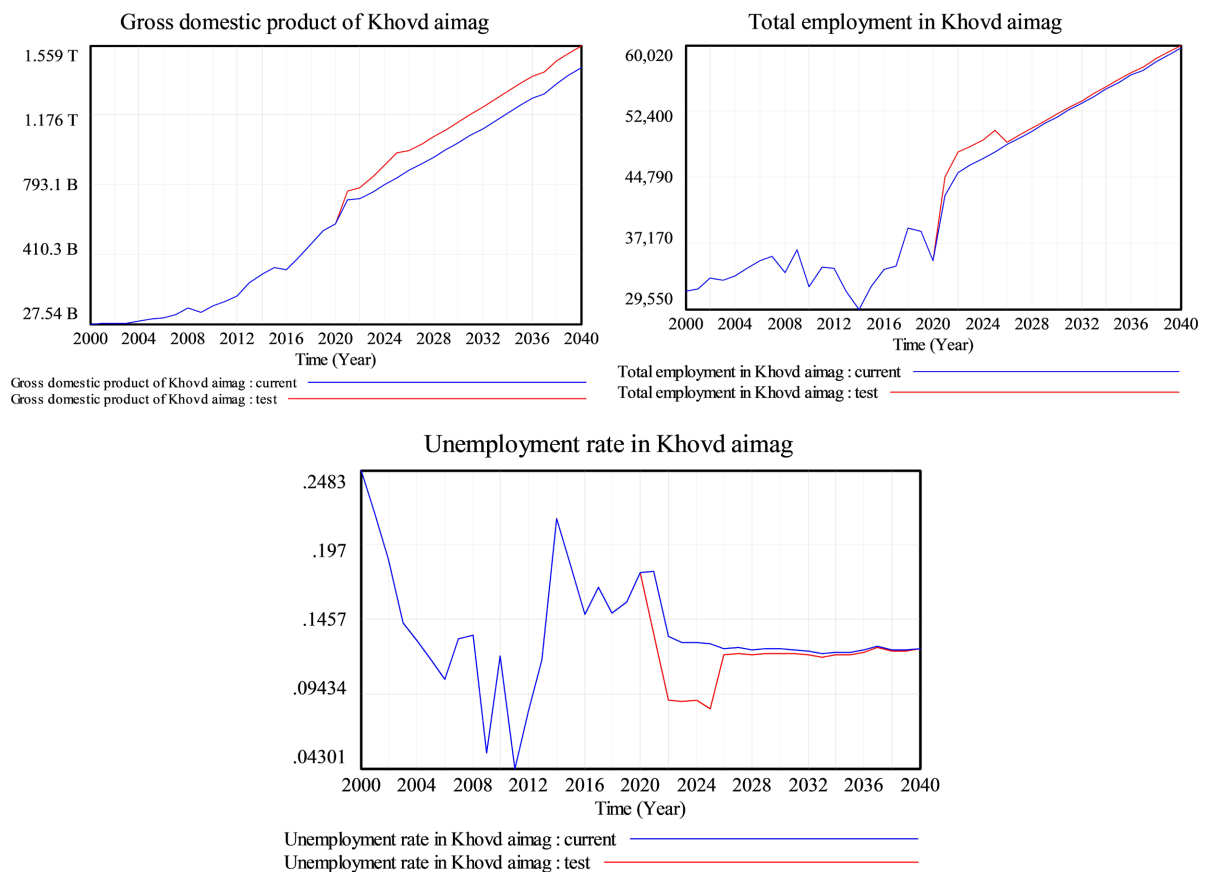 Gross domestic product of Khovd aimag
1.559 T
1.176 T
793.1 B
410.3 B
27.54 B
2000 2004 2008 2012 2016 2020 2024 2028 2032 2036 2040
Time (Year)
Gross domestic product of Khovd aimag : current
Gross domestic product of Khovd aimag : test
Total employment in Khovd aimag
60,020
52,400
44,790
37,170
29,550
2000 2004 2008 2012 2016 2020 2024 2028 2032 2036 2040
Time (Year)
Total employment in Khovd aimag : current
Total employment in Khovd aimag : test
Unemployment rate in Khovd aimag
.2483
.197
.1457
.09434
.04301
2000 2004 2008 2012 2016 2020 2024 2028 2032 2036 2040
Time (Year)
Unemployment rate in Khovd aimag : current
Unemployment rate in Khovd aimag : test